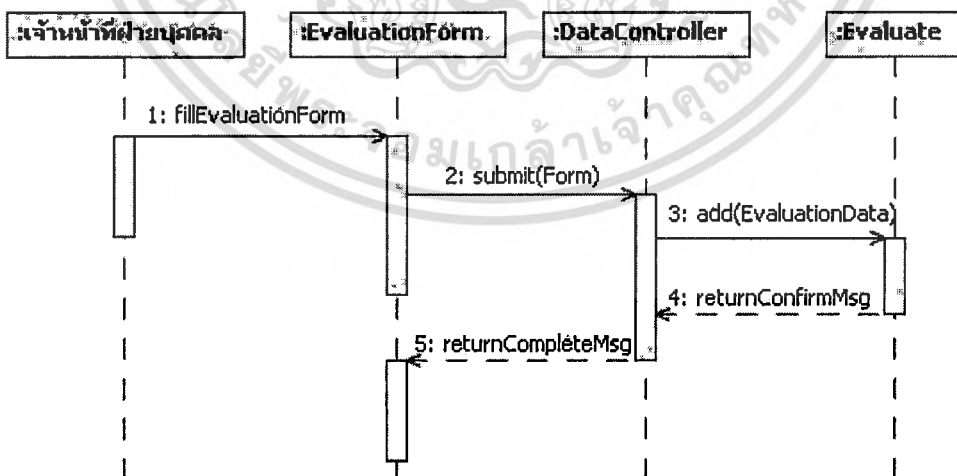 :เจ้าหน้าที่ฝ่ายบุคคล
:EvaluationForm
:DataController
:Evaluate
1: fillEvaluationForm
2: submit(Form)
3: add(EvaluationData)
4: returnConfirmMsg
5: returnCompleteMsg